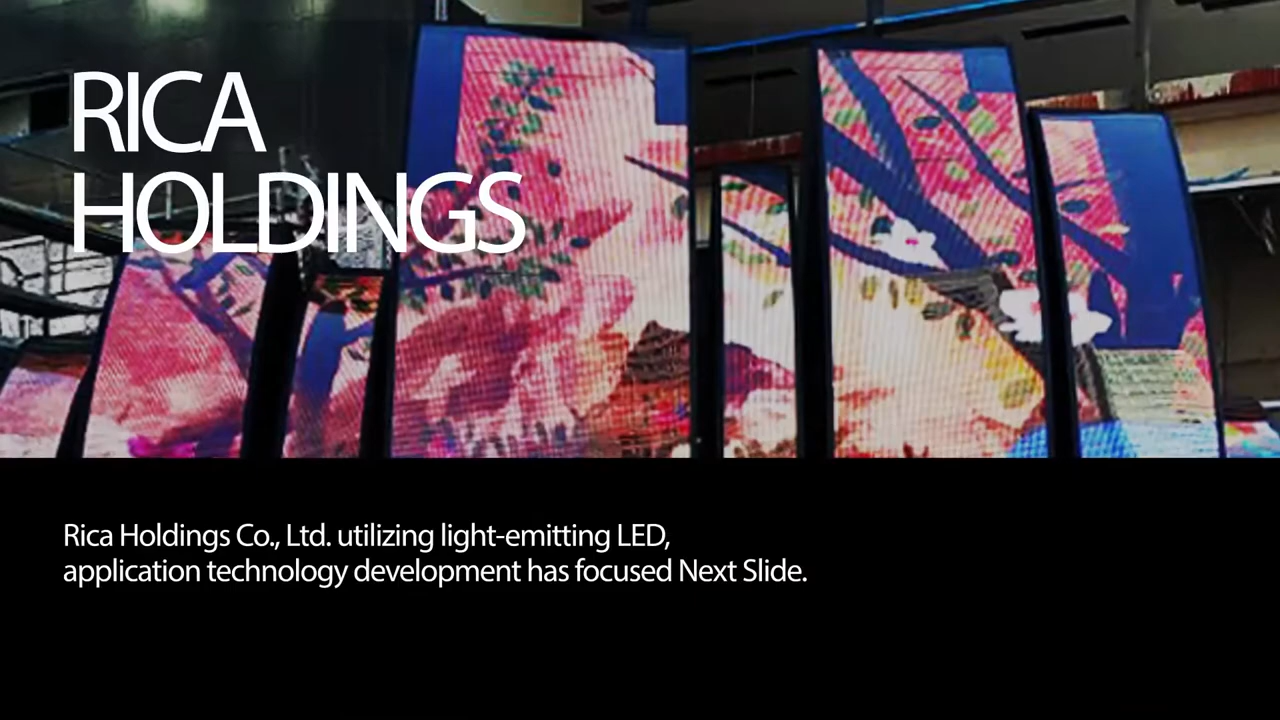 RICA
HOLDINGS
Rica Holdings Co., Ltd. utilizing light-emitting LED,
application technology development has focused Next Slide.